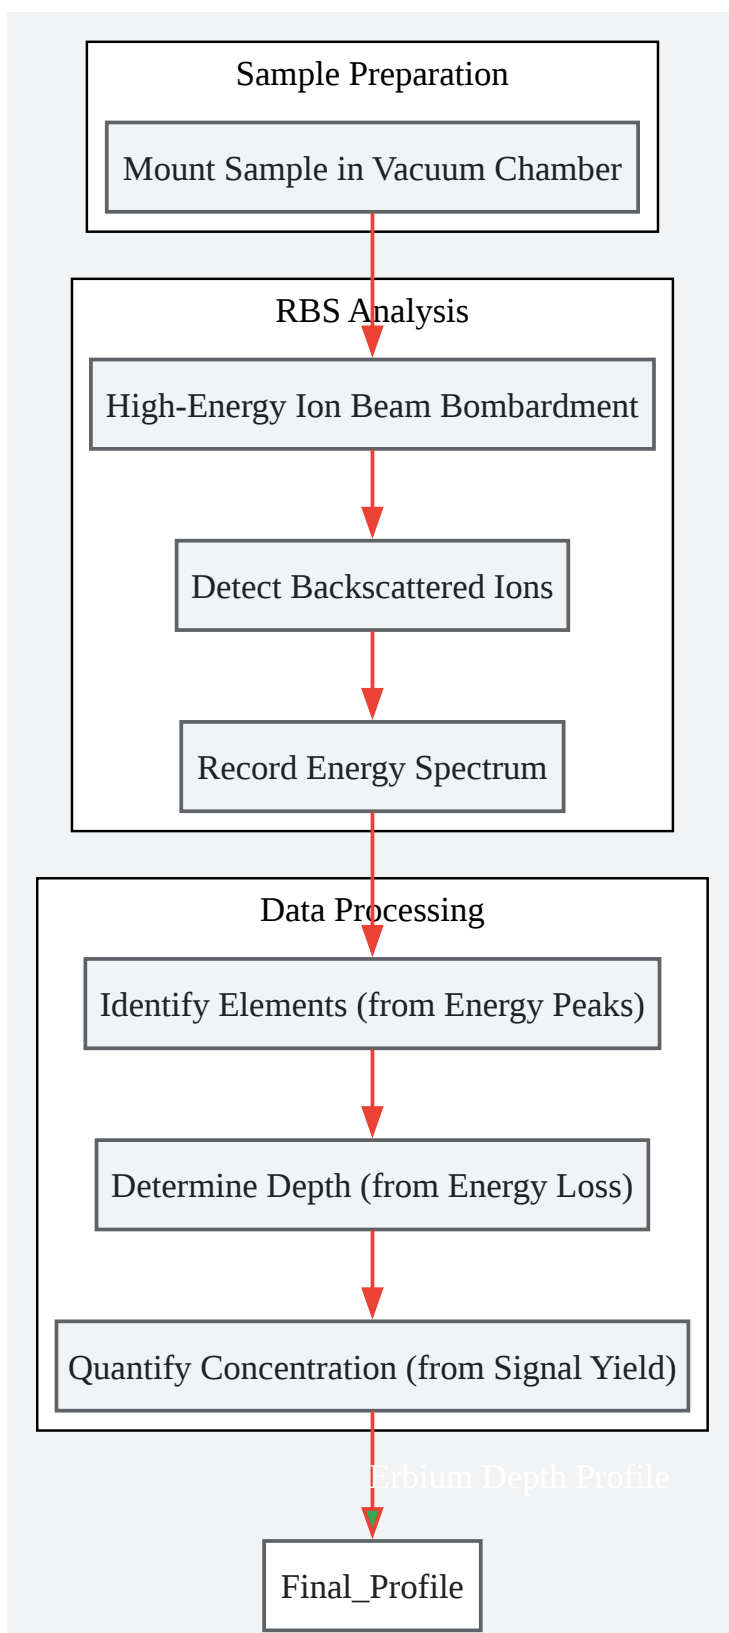 Sample Preparation
Mount Sample in Vacuum Chamber
RBS Analysis
High-Energy Ion Beam Bombardment
Detect Backscattered Ions
Record Energy Spectrum
Data Processing
Identify Elements (from Energy Peaks)
Determine Depth (from Energy Loss)
Quantify Concentration (from Signal Yield)
Erbium Depth Profile
Final_Profile